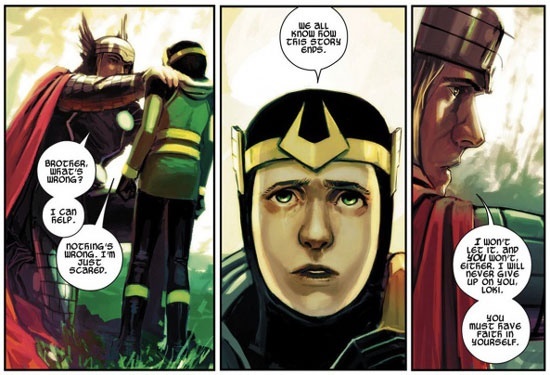 BROTHER,
WHAT'S
WRONG?
I CAN
HELP.
NOTHING'S
WRONG. I'M
JUST
SCARED.
WE ALL
KNOW HOW
THIS STORY
ENDS.
I WON'T
LET IT. AND
YOU WON'T,
EITHER. I WILL
NEVER GIVE
UP ON YOU,
LOKI.
YOU
MUST HAVE
FAITH IN
YOURSELF.